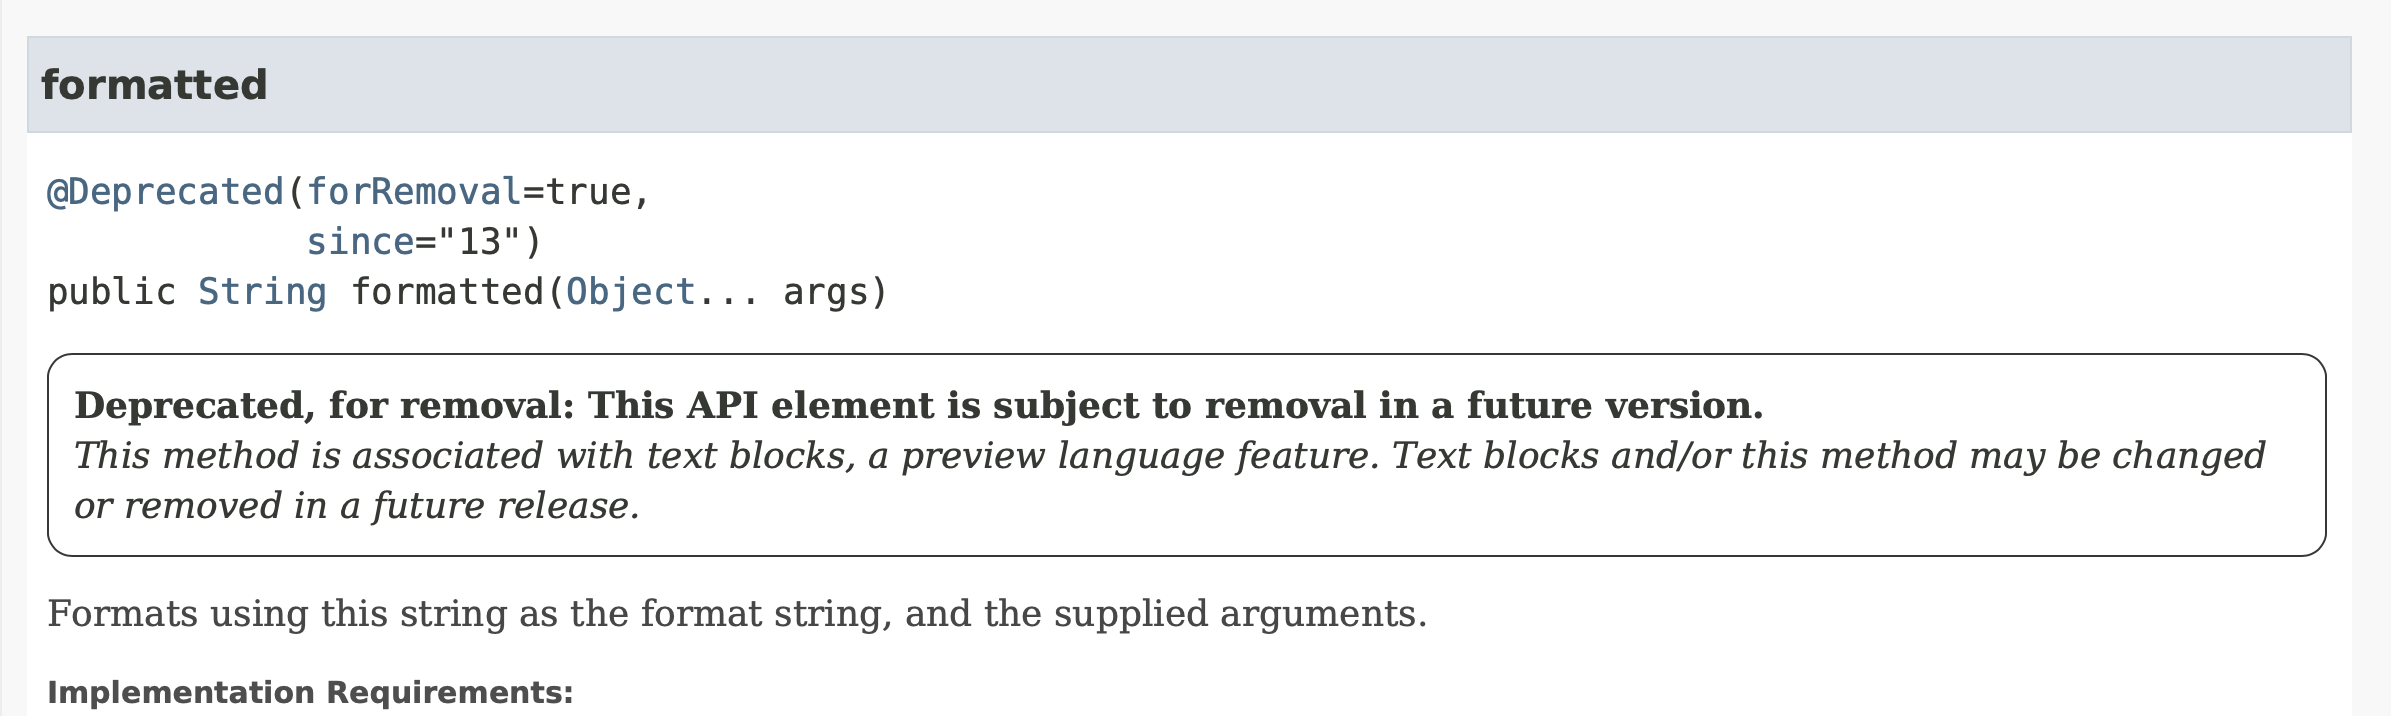 formatted
@Deprecated(forRemoval=true,
since="13")
public String formatted(Object... args)
Deprecated, for removal: This API element is subject to removal in a future version.
This method is associated with text blocks, a preview language feature. Text blocks and/or this method may be changed
or removed in a future release.
Formats using this string as the format string, and the supplied arguments.
Implementation Requirements: